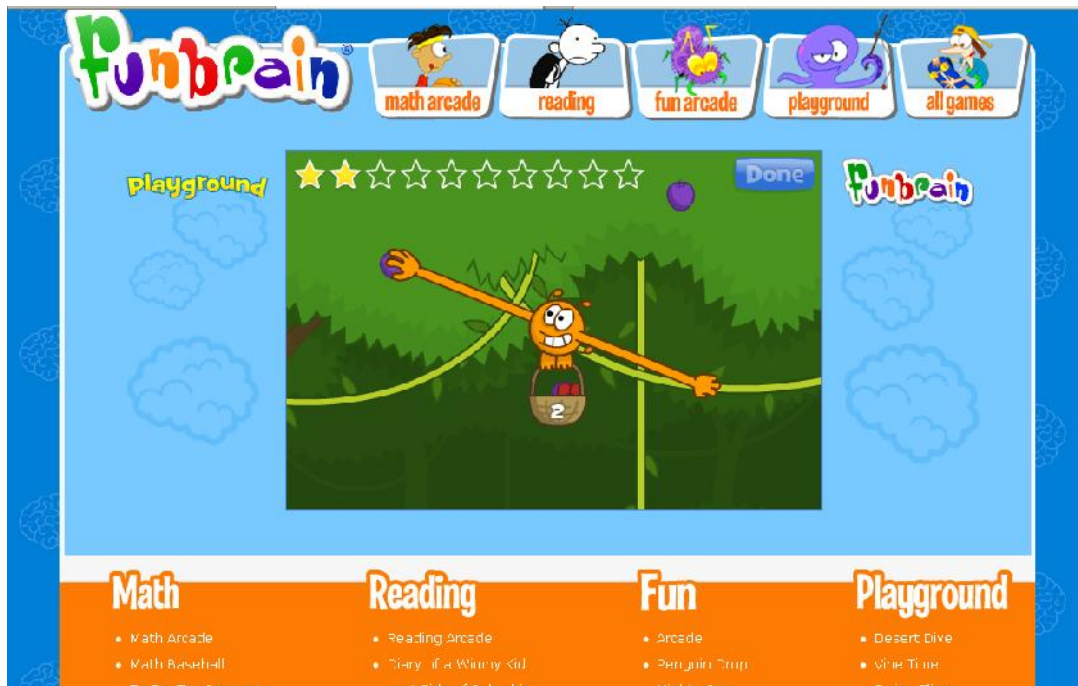 funbrain®
math arcade
reading
fun arcade
playground
all games
playground
Done
funbrain
2
Math
Reading
Fun
Playground
Math Arcade
Reading Arcade
Arcade
Desert Dive
Math Baseball
Diary of a Wimpy Kid
Penguin Drop
Vine Time